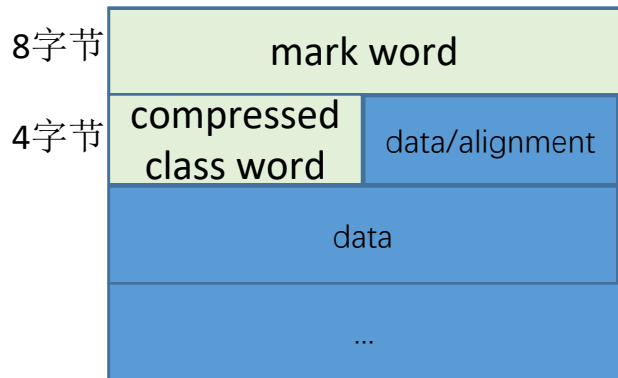 8字节
mark word
4字节
compressed
class word
data/alignment
data
...